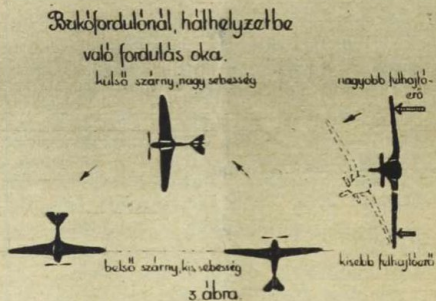 Bukófordulónál, háthelyzetbe
való fordulás oka.
külső szárny, nagy sebesség
nagyobb felhajtó-
erő
belső szárny, kis sebesség
kisebb felhajtóerő
3. ábra.